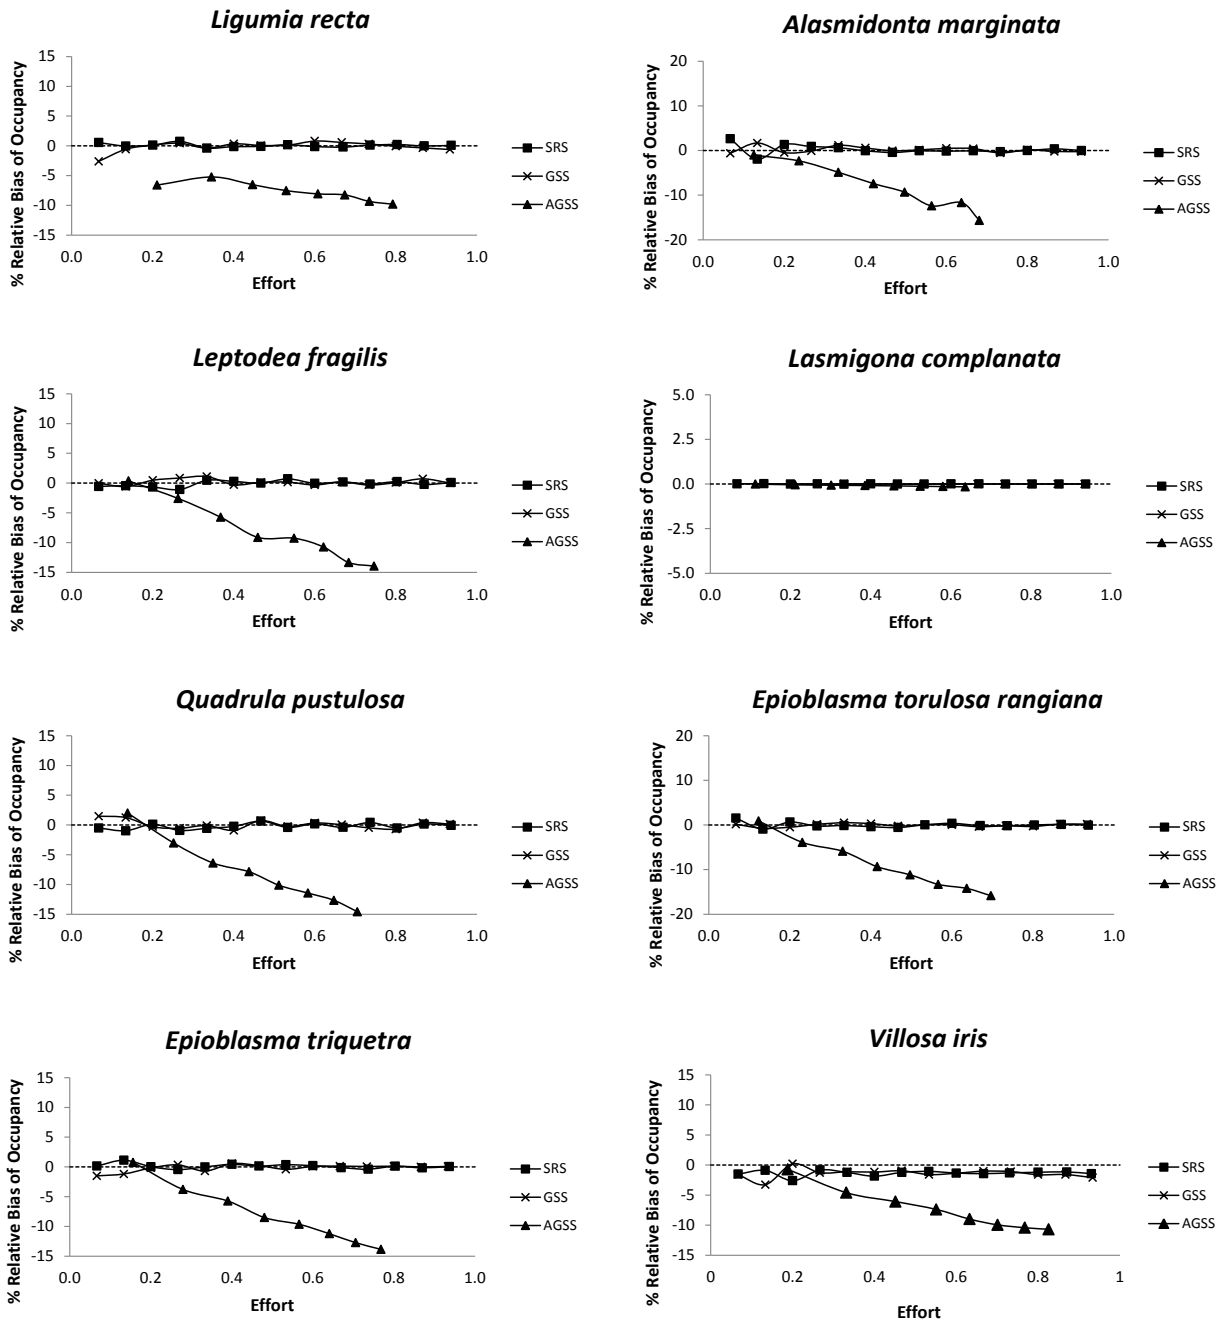 Ligumia recta
% Relative Bias of Occupancy
15
10
5
0
-5
-10
-15
0.0 0.2 0.4 0.6 0.8 1.0
Effort
SRS
GSS
AGSS
Alasmidonta marginata
% Relative Bias of Occupancy
20
10
0
-10
-20
0.0 0.2 0.4 0.6 0.8 1.0
Effort
SRS
GSS
AGSS
Leptodea fragilis
% Relative Bias of Occupancy
15
10
5
0
-5
-10
-15
0.0 0.2 0.4 0.6 0.8 1.0
Effort
SRS
GSS
AGSS
Lasmigona complanata
% Relative Bias of Occupancy
5.0
2.5
0.0
-2.5
-5.0
0.0 0.2 0.4 0.6 0.8 1.0
Effort
SRS
GSS
AGSS
Quadrula pustulosa
% Relative Bias of Occupancy
15
10
5
0
-5
-10
-15
0.0 0.2 0.4 0.6 0.8 1.0
Effort
SRS
GSS
AGSS
Epioblasma torulosa rangiana
% Relative Bias of Occupancy
20
10
0
-10
-20
0.0 0.2 0.4 0.6 0.8 1.0
Effort
SRS
GSS
AGSS
Epioblasma triquetra
% Relative Bias of Occupancy
15
10
5
0
-5
-10
-15
0.0 0.2 0.4 0.6 0.8 1.0
Effort
SRS
GSS
AGSS
Villosa iris
% Relative Bias of Occupancy
15
10
5
0
-5
-10
-15
0 0.2 0.4 0.6 0.8 1
Effort
SRS
GSS
AGSS